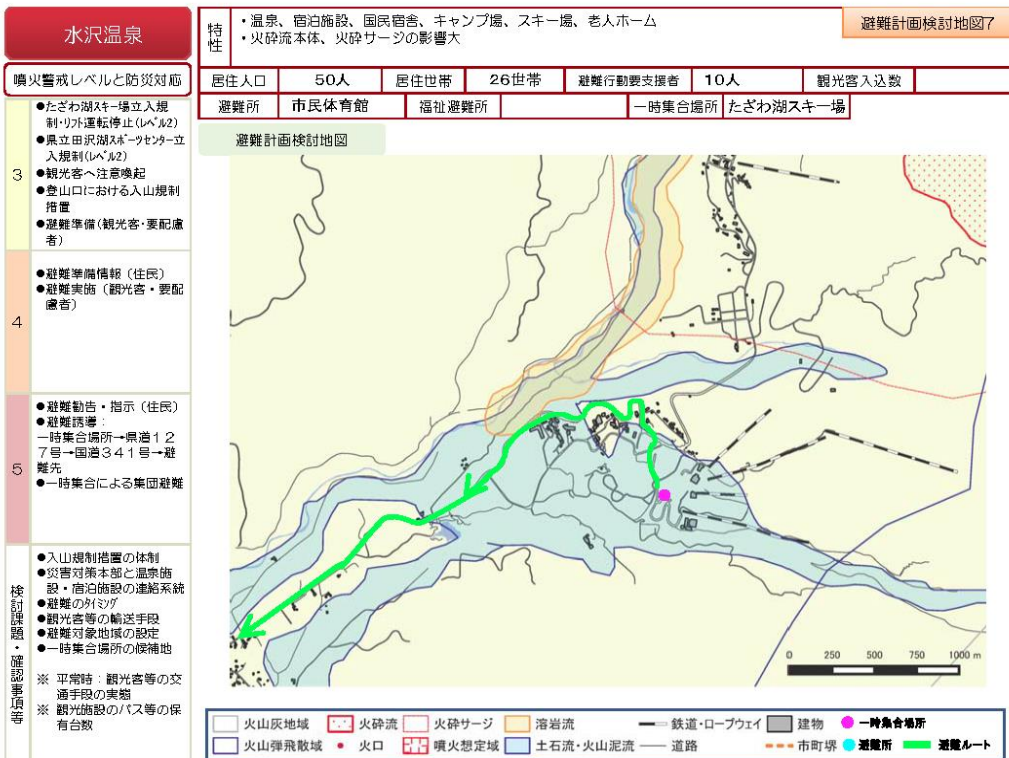 水沢温泉
特性
・温泉、宿泊施設、国民宿舎、キャンプ場、スキー場、老人ホーム
・火砕流本体、火砕サージの影響大
避難計画検討地図7
噴火警戒レベルと防災対応
居住人口 50人 居住世帯 26世帯 避難行動要支援者 10人 観光客入込数
避難所 市民体育館 福祉避難所 一時集合場所 たざわ湖スキー場
避難計画検討地図
3
●たざわ湖スキー場立入規
制・リフト運転停止(レベル2)
●県立田沢湖スポーツセンター立
入規制(レベル2)
●観光客へ注意喚起
●登山口における入山規制
措置
●避難準備(観光客・要配慮
者)
4
●避難準備情報(住民)
●避難実施(観光客・要配
慮者)
5
●避難勧告・指示(住民)
●避難誘導:
一時集合場所→県道12
7号→国道341号→避
難先
●一時集合による集団避難
検討課題・確認事項等
●入山規制措置の体制
●災害対策本部と温泉施
設・宿泊施設の連絡系統
●避難のタイミング
●観光客等の輸送手段
●避難対象地域の設定
●一時集合場所の候補地
※ 平常時:観光客等の交
通手段の実態
※ 観光施設のバス等の保
有台数
0 250 500 750 1000 m
火山灰地域 火砕流 火砕サージ 溶岩流 鉄道・ロープウェイ 建物 一時集合場所
火山弾飛散域 火口 噴火想定域 土石流・火山泥流 道路 市町堺 避難所 避難ルート